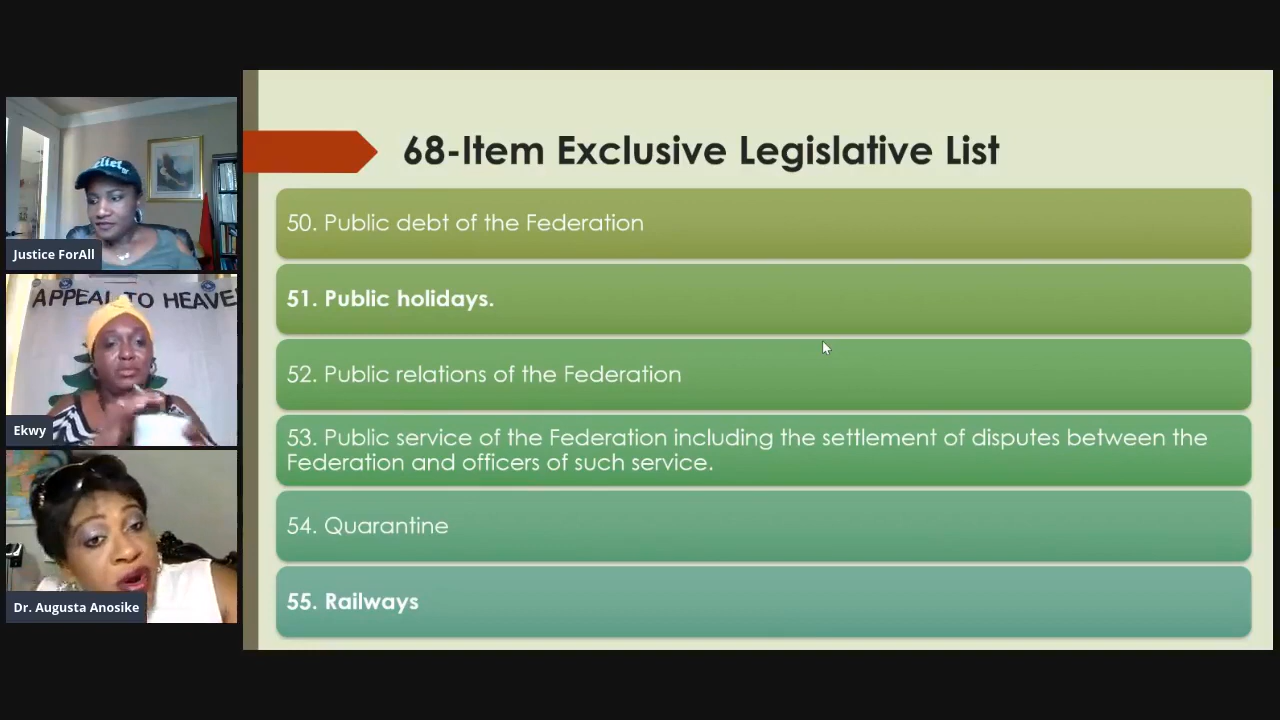 68-Item Exclusive Legislative List
50. Public debt of the Federation
51. Public holidays.
52. Public relations of the Federation
53. Public service of the Federation including the settlement of disputes between the
Federation and officers of such service.
54. Quarantine
55. Railways
Justice ForAll
APPEAL TO HEAVE
Ekwy
Dr. Augusta Anosike